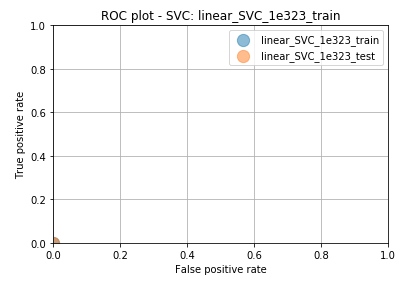 ROC plot - SVC: linear_SVC_1e323_train
linear_SVC_1e323_train
linear_SVC_1e323_test
True positive rate
1.0
0.8
0.6
0.4
0.2
0.0
0.0 0.2 0.4 0.6 0.8 1.0
False positive rate